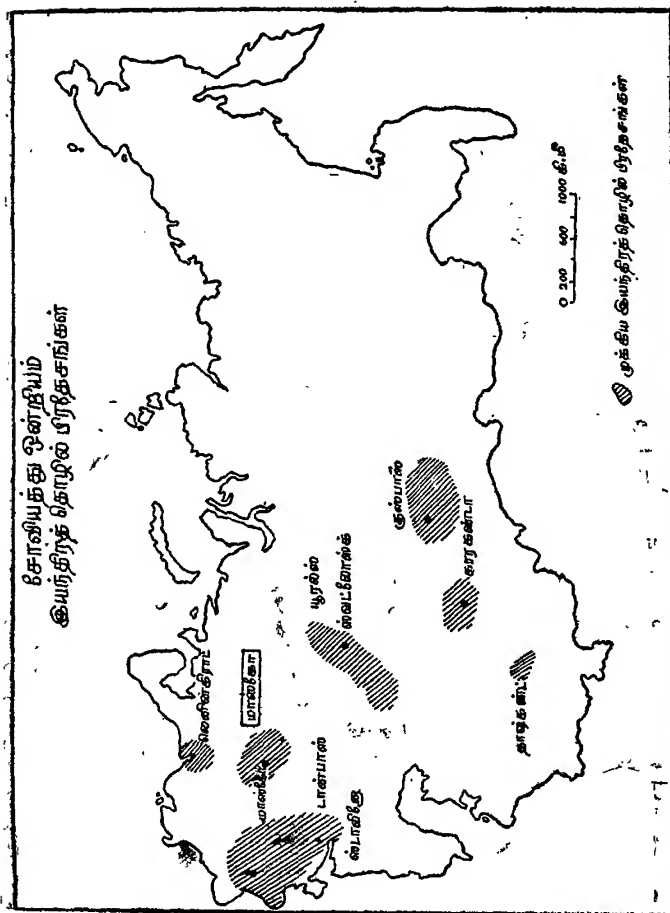 சோவியத்து ஒன்றியம்
இயந்திரத் தொழில் பிரதேசங்கள்
லெனின்கிராட்
மாஸ்கோ
மாஸ்கோ
டான்பாஸ்
ஸ்டாலினோ
யூரல்ஸ்
குஸ்பாஸ்
காரகண்டா
தாஷ்கண்ட்
0 200 600 1000 கி.மீ
முக்கிய இயந்திரத்தொழில் பிரதேசங்கள்